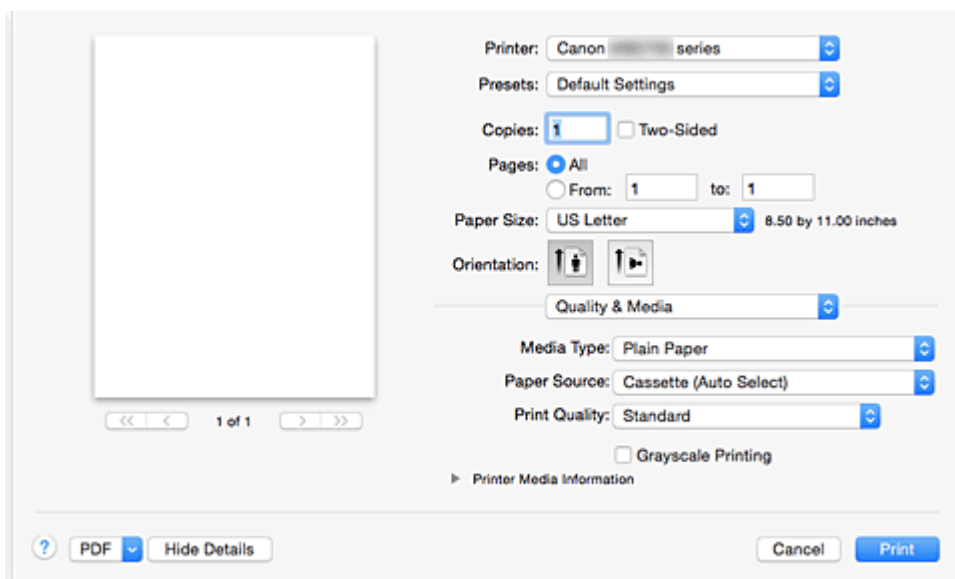 Printer: Canon series
Presets: Default Settings
Copies: 1 Two-Sided
Pages: All
From: 1 to: 1
Paper Size: US Letter 8.50 by 11.00 inches
Orientation:
Quality & Media
Media Type: Plain Paper
Paper Source: Cassette (Auto Select)
Print Quality: Standard
Grayscale Printing
Printer Media Information
<< < 1 of 1 > >>
? PDF Hide Details Cancel Print